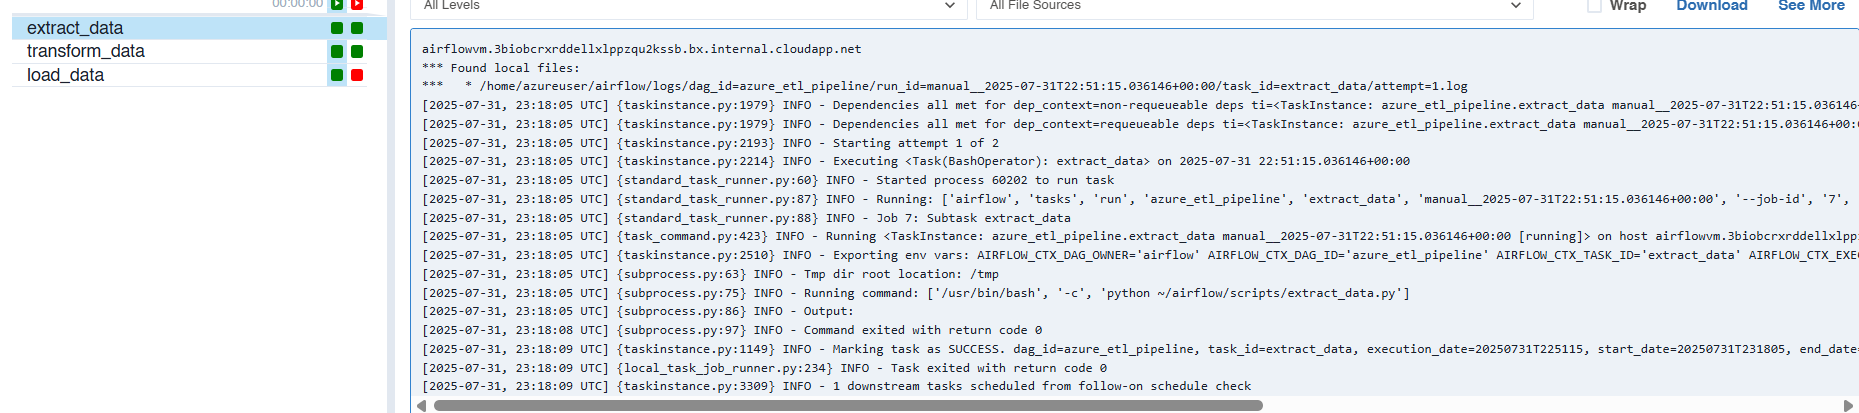 00:00:00
extract_data
transform_data
load_data
All Levels
All File Sources
Wrap
Download
See More
airflowvm.3biobcrxrddellxlppzqu2kssb.bx.internal.cloudapp.net
*** Found local files:
***   * /home/azureuser/airflow/logs/dag_id=azure_etl_pipeline/run_id=manual__2025-07-31T22:51:15.036146+00:00/task_id=extract_data/attempt=1.log
[2025-07-31, 23:18:05 UTC] {taskinstance.py:1979} INFO - Dependencies all met for dep_context=non-requeueable deps ti=<TaskInstance: azure_etl_pipeline.extract_data manual__2025-07-31T22:51:15.036146
[2025-07-31, 23:18:05 UTC] {taskinstance.py:1979} INFO - Dependencies all met for dep_context=requeueable deps ti=<TaskInstance: azure_etl_pipeline.extract_data manual__2025-07-31T22:51:15.036146+00:0
[2025-07-31, 23:18:05 UTC] {taskinstance.py:2193} INFO - Starting attempt 1 of 2
[2025-07-31, 23:18:05 UTC] {taskinstance.py:2214} INFO - Executing <Task(BashOperator): extract_data> on 2025-07-31 22:51:15.036146+00:00
[2025-07-31, 23:18:05 UTC] {standard_task_runner.py:60} INFO - Started process 60202 to run task
[2025-07-31, 23:18:05 UTC] {standard_task_runner.py:87} INFO - Running: ['airflow', 'tasks', 'run', 'azure_etl_pipeline', 'extract_data', 'manual__2025-07-31T22:51:15.036146+00:00', '--job-id', '7',
[2025-07-31, 23:18:05 UTC] {standard_task_runner.py:88} INFO - Job 7: Subtask extract_data
[2025-07-31, 23:18:05 UTC] {task_command.py:423} INFO - Running <TaskInstance: azure_etl_pipeline.extract_data manual__2025-07-31T22:51:15.036146+00:00 [running]> on host airflowvm.3biobcrxrddellxlpp
[2025-07-31, 23:18:05 UTC] {taskinstance.py:2510} INFO - Exporting env vars: AIRFLOW_CTX_DAG_OWNER='airflow' AIRFLOW_CTX_DAG_ID='azure_etl_pipeline' AIRFLOW_CTX_TASK_ID='extract_data' AIRFLOW_CTX_EXE
[2025-07-31, 23:18:05 UTC] {subprocess.py:63} INFO - Tmp dir root location: /tmp
[2025-07-31, 23:18:05 UTC] {subprocess.py:75} INFO - Running command: ['/usr/bin/bash', '-c', 'python ~/airflow/scripts/extract_data.py']
[2025-07-31, 23:18:05 UTC] {subprocess.py:86} INFO - Output:
[2025-07-31, 23:18:08 UTC] {subprocess.py:97} INFO - Command exited with return code 0
[2025-07-31, 23:18:09 UTC] {taskinstance.py:1149} INFO - Marking task as SUCCESS. dag_id=azure_etl_pipeline, task_id=extract_data, execution_date=20250731T225115, start_date=20250731T231805, end_date=
[2025-07-31, 23:18:09 UTC] {local_task_job_runner.py:234} INFO - Task exited with return code 0
[2025-07-31, 23:18:09 UTC] {taskinstance.py:3309} INFO - 1 downstream tasks scheduled from follow-on schedule check